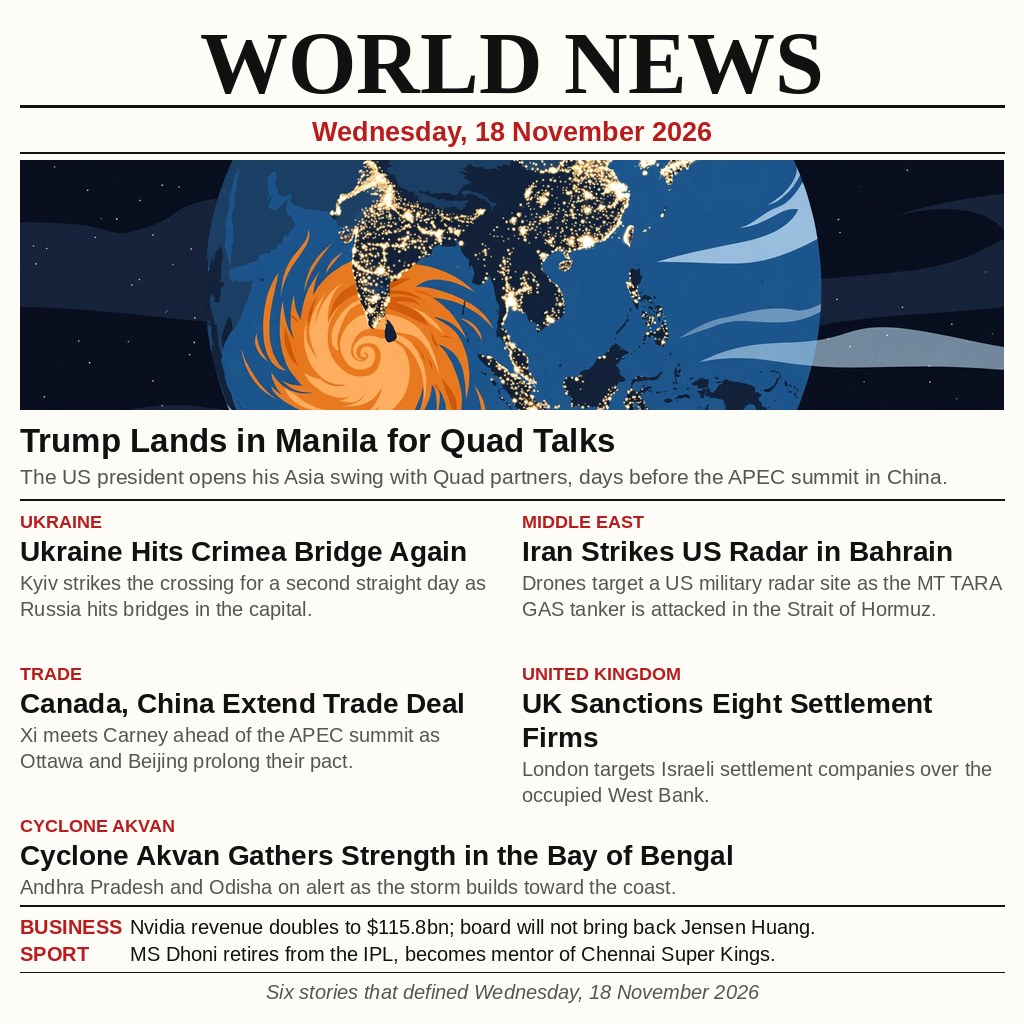 WORLD NEWS
Wednesday, 18 November 2026
Trump Lands in Manila for Quad Talks
The US president opens his Asia swing with Quad partners, days before the APEC summit in China.
UKRAINE
Ukraine Hits Crimea Bridge Again
Kyiv strikes the crossing for a second straight day as
Russia hits bridges in the capital.
MIDDLE EAST
Iran Strikes US Radar in Bahrain
Drones target a US military radar site as the MT TARA
GAS tanker is attacked in the Strait of Hormuz.
TRADE
Canada, China Extend Trade Deal
Xi meets Carney ahead of the APEC summit as
Ottawa and Beijing prolong their pact.
UNITED KINGDOM
UK Sanctions Eight Settlement
Firms
London targets Israeli settlement companies over the
occupied West Bank.
CYCLONE AKVAN
Cyclone Akvan Gathers Strength in the Bay of Bengal
Andhra Pradesh and Odisha on alert as the storm builds toward the coast.
BUSINESS Nvidia revenue doubles to $115.8bn; board will not bring back Jensen Huang.
SPORT MS Dhoni retires from the IPL, becomes mentor of Chennai Super Kings.
Six stories that defined Wednesday, 18 November 2026